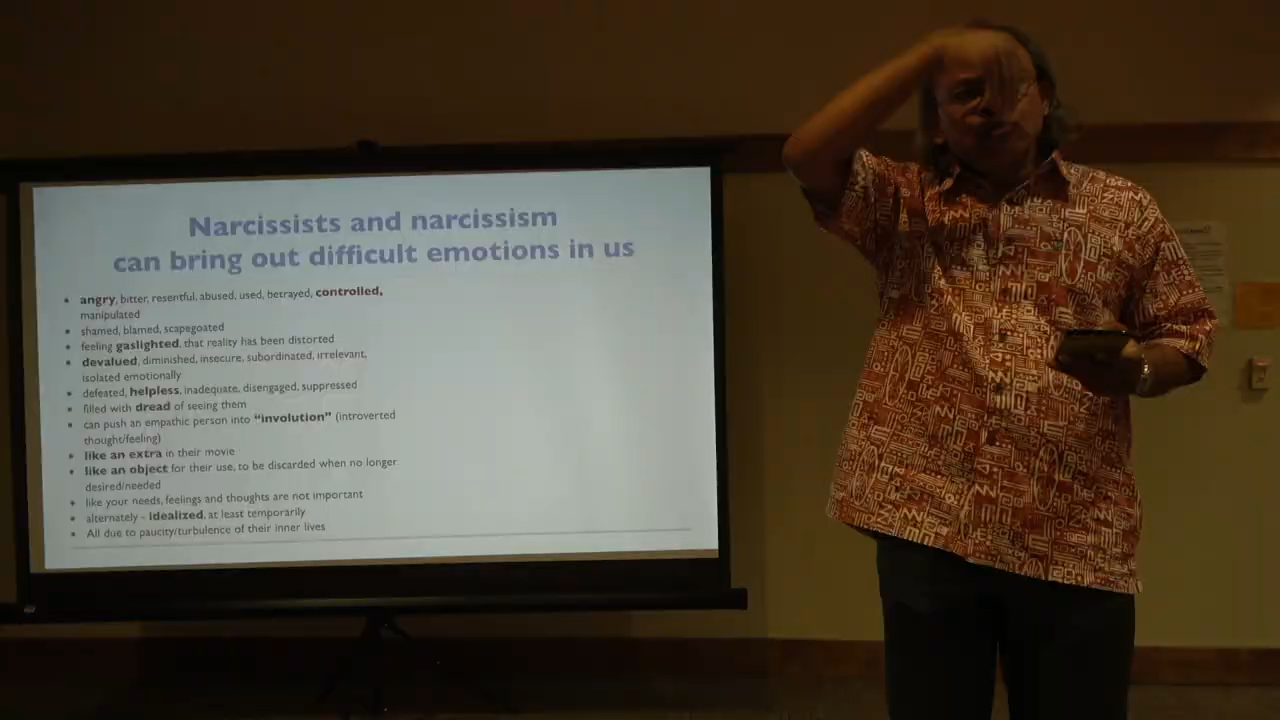 Narcissists and narcissism
can bring out difficult emotions in us
• angry, bitter, resentful, abused, used, betrayed, controlled,
manipulated
• shamed, blamed, scapegoated
• feeling gaslighted, that reality has been distorted
• devalued, diminished, insecure, subordinated, irrelevant,
isolated emotionally
• defeated, helpless, inadequate, disengaged, suppressed
• filled with dread of seeing them
• can push an empathic person into “involution” (introverted
thought/feeling)
• like an extra in their movie
• like an object for their use, to be discarded when no longer
desired/needed
• like your needs, feelings and thoughts are not important
• alternately - idealized, at least temporarily
• All due to paucity/turbulence of their inner lives